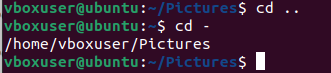 vboxuser@ubuntu:~/Pictures$ cd ..
vboxuser@ubuntu:~$ cd -
/home/vboxuser/Pictures
vboxuser@ubuntu:~/Pictures$